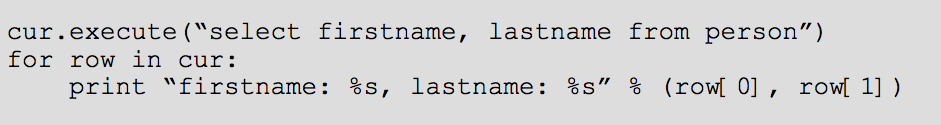 cur.execute(“select firstname, lastname from person”)
for row in cur:
    print “firstname: %s, lastname: %s” % (row[ 0] , row[ 1] )